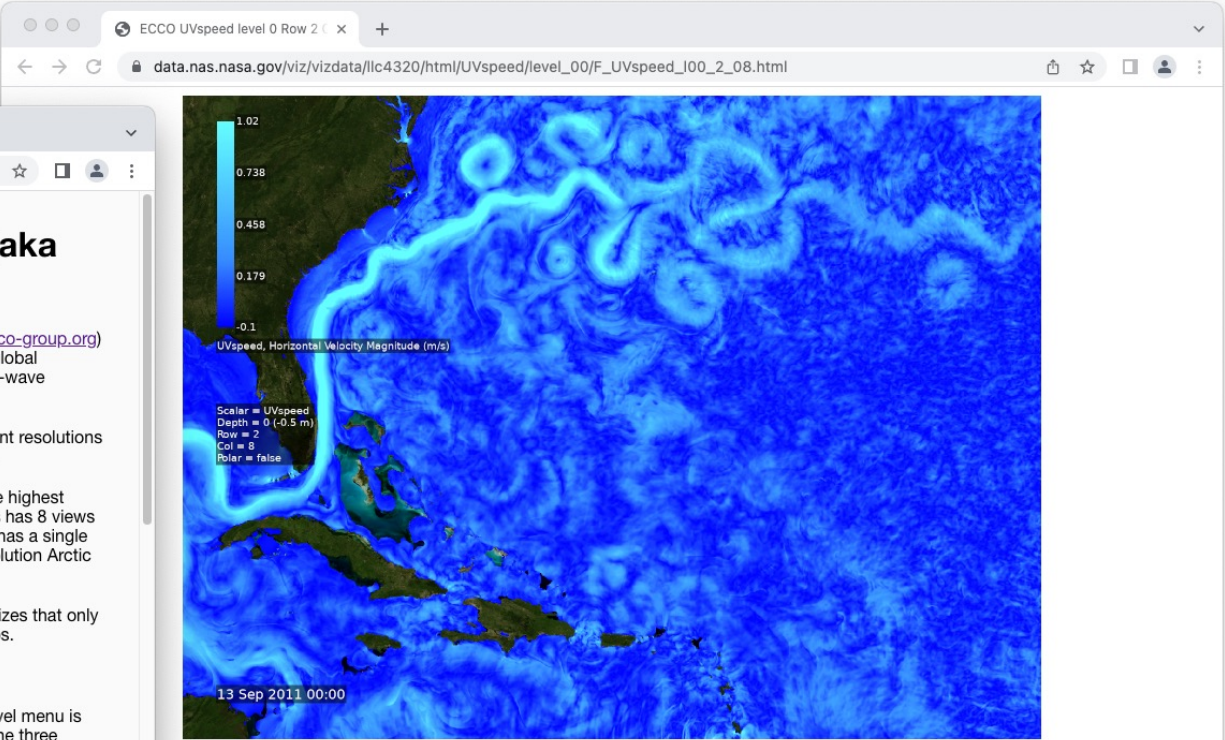 ECCO UVspeed level 0 Row 2
data.nas.nasa.gov/viz/vizdata/llc4320/html/UVspeed/level_00/F_UVspeed_l00_2_08.html
aka
co-group.org)
lobal
-wave
nt resolutions
e highest
has 8 views
has a single
lution Arctic
izes that only
s.
vel menu is
ne three
1.02
0.738
0.458
0.179
-0.1
UVspeed, Horizontal Velocity Magnitude (m/s)
Scalar = UVspeed
Depth = 0 (-0.5 m)
Row = 2
Col = 8
Polar = false
13 Sep 2011 00:00